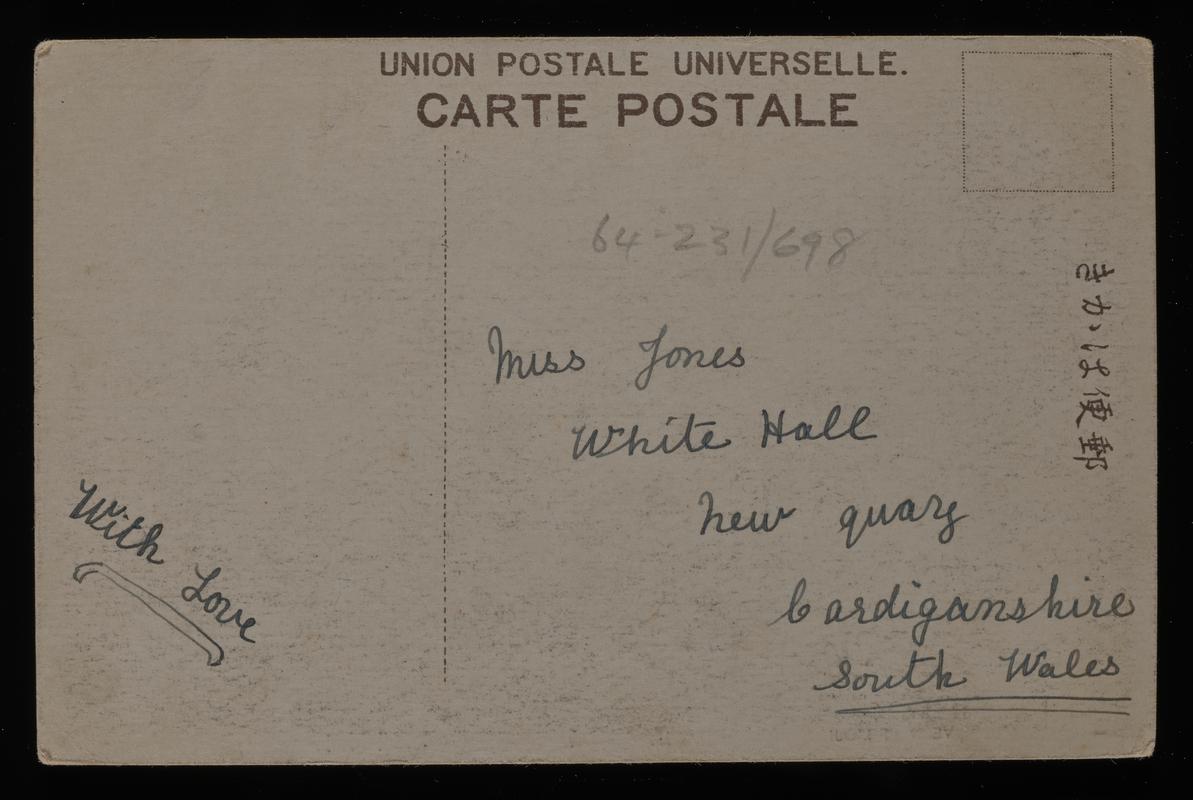 UNION POSTALE UNIVERSELLE.
CARTE POSTALE
64-231/698
きかは便郵
Miss Jones
White Hall
New quay
Cardiganshire
South Wales
With Love